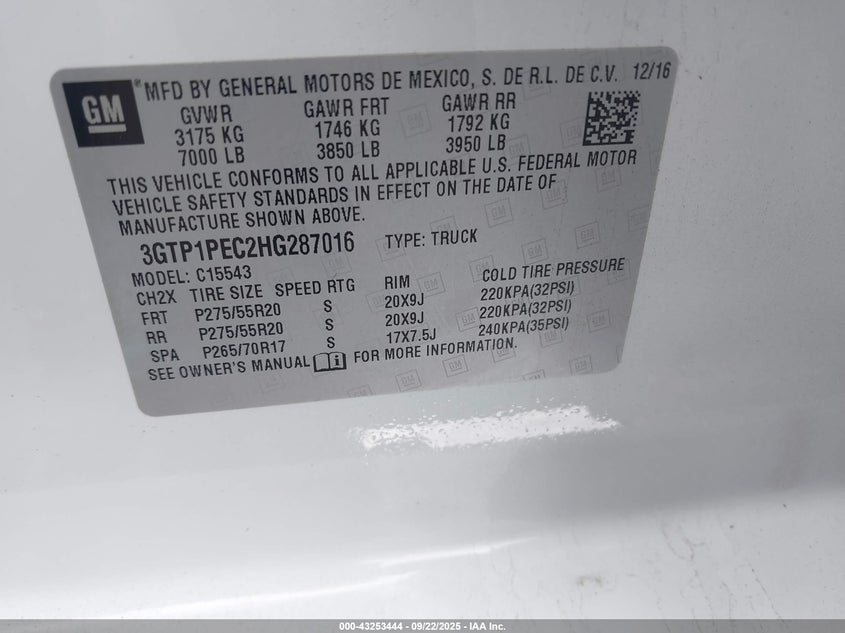 GM
® MFD BY GENERAL MOTORS DE MEXICO, S. DE R.L. DE C.V. 12/16
GVWR GAWR FRT GAWR RR
3175 KG 1746 KG 1792 KG
7000 LB 3850 LB 3950 LB
THIS VEHICLE CONFORMS TO ALL APPLICABLE U.S. FEDERAL MOTOR
VEHICLE SAFETY STANDARDS IN EFFECT ON THE DATE OF
MANUFACTURE SHOWN ABOVE.
3GTP1PEC2HG287016 TYPE: TRUCK
MODEL: C15543
CH2X TIRE SIZE SPEED RTG RIM COLD TIRE PRESSURE
FRT P275/55R20 S 20X9J 220KPA(32PSI)
RR P275/55R20 S 20X9J 220KPA(32PSI)
SPA P265/70R17 S 17X7.5J 240KPA(35PSI)
SEE OWNER'S MANUAL FOR MORE INFORMATION.
000-43253444 - 09/22/2025 - IAA Inc.